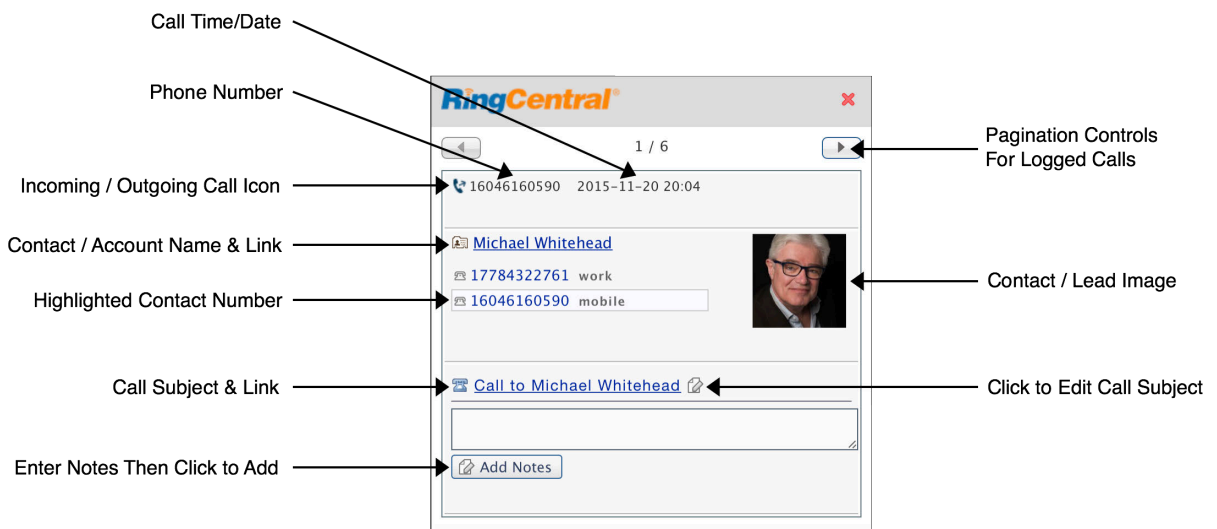 Call Time/Date
Phone Number
RingCentral®
1 / 6
Pagination Controls
For Logged Calls
Incoming / Outgoing Call Icon
16046160590 2015-11-20 20:04
Contact / Account Name & Link
Michael Whitehead
17784322761 work
Contact / Lead Image
Highlighted Contact Number
16046160590 mobile
Call Subject & Link
Call to Michael Whitehead
Click to Edit Call Subject
Enter Notes Then Click to Add
Add Notes